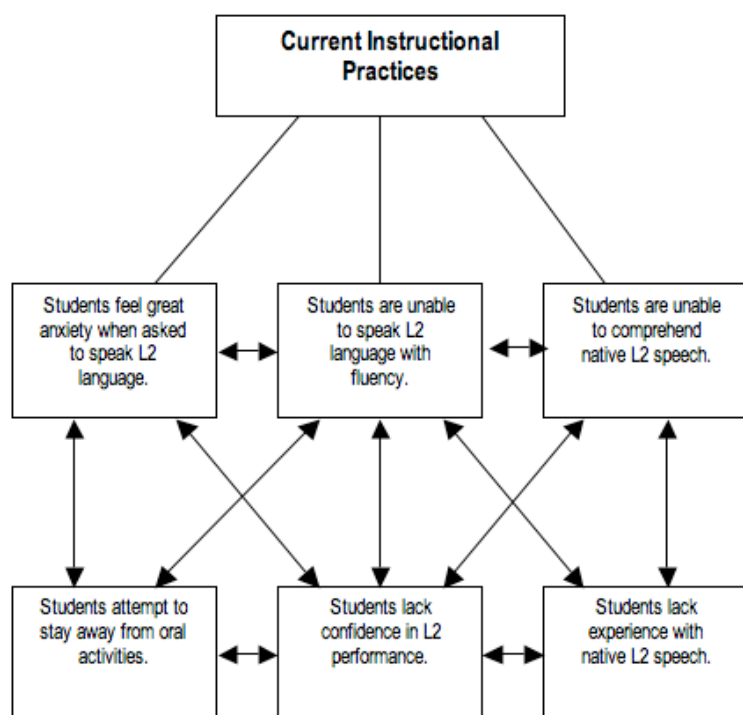 Current Instructional
Practices
Students feel great
anxiety when asked
to speak L2
language.
Students are unable
to speak L2
language with
fluency.
Students are unable
to comprehend
native L2 speech.
Students attempt to
stay away from oral
activities.
Students lack
confidence in L2
performance.
Students lack
experience with
native L2 speech.